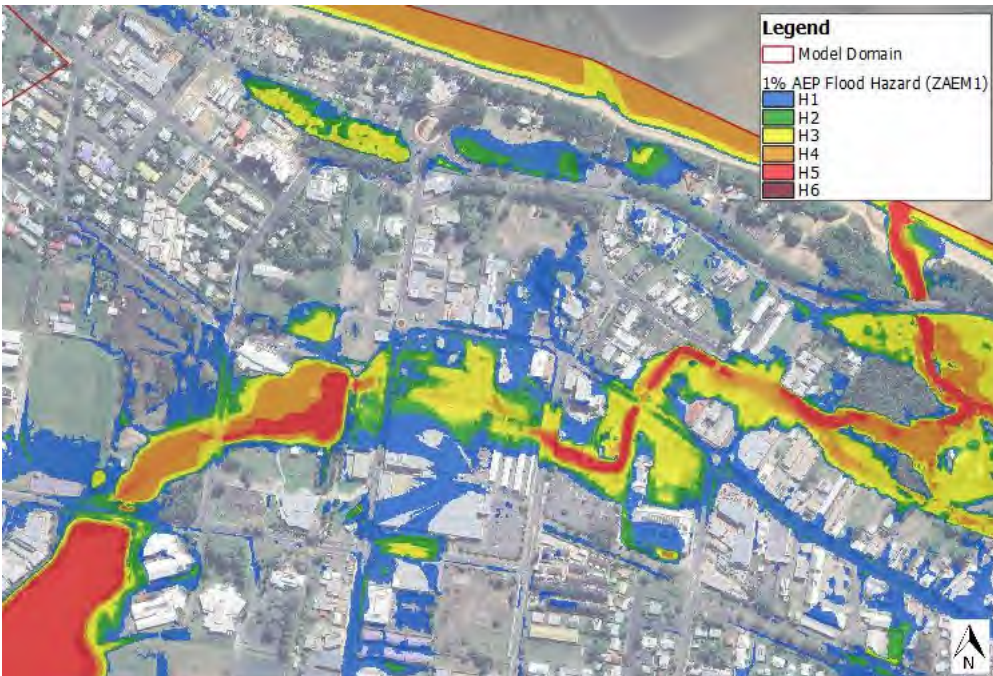 Legend
Model Domain
1% AEP Flood Hazard (ZAEM1)
H1
H2
H3
H4
H5
H6
N